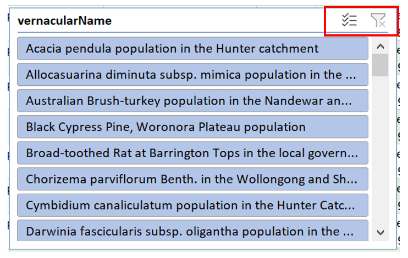 vernacularName
Acacia pendula population in the Hunter catchment
Allocasuarina diminuta subsp. mimica population in the ...
Australian Brush-turkey population in the Nandewar an...
Black Cypress Pine, Woronora Plateau population
Broad-toothed Rat at Barrington Tops in the local govern...
Chorizema parviflorum Benth. in the Wollongong and Sh...
Cymbidium canaliculatum population in the Hunter Catc...
Darwinia fascicularis subsp. oligantha population in the ...